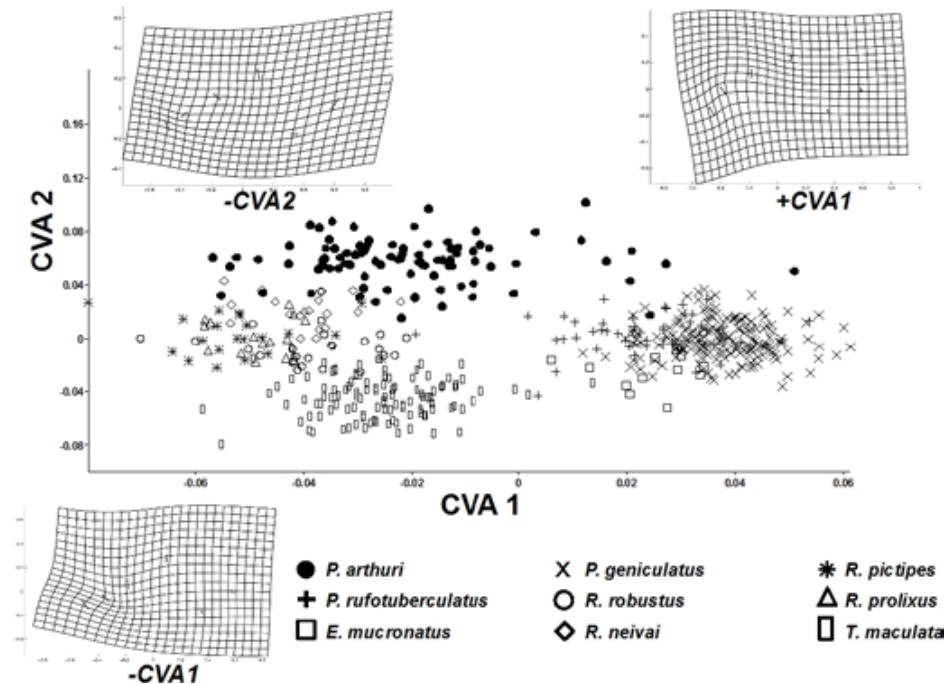 -CVA2
+CVA1
CVA 2
0.16
0.12
0.08
0.04
0
-0.04
-0.08
-0.06
-0.04
-0.02
0
0.02
0.04
0.06
CVA 1
-CVA1
P. arthuri
P. geniculatus
R. pictipes
P. rufotuberculatus
R. robustus
R. prolixus
E. mucronatus
R. neivai
T. maculata